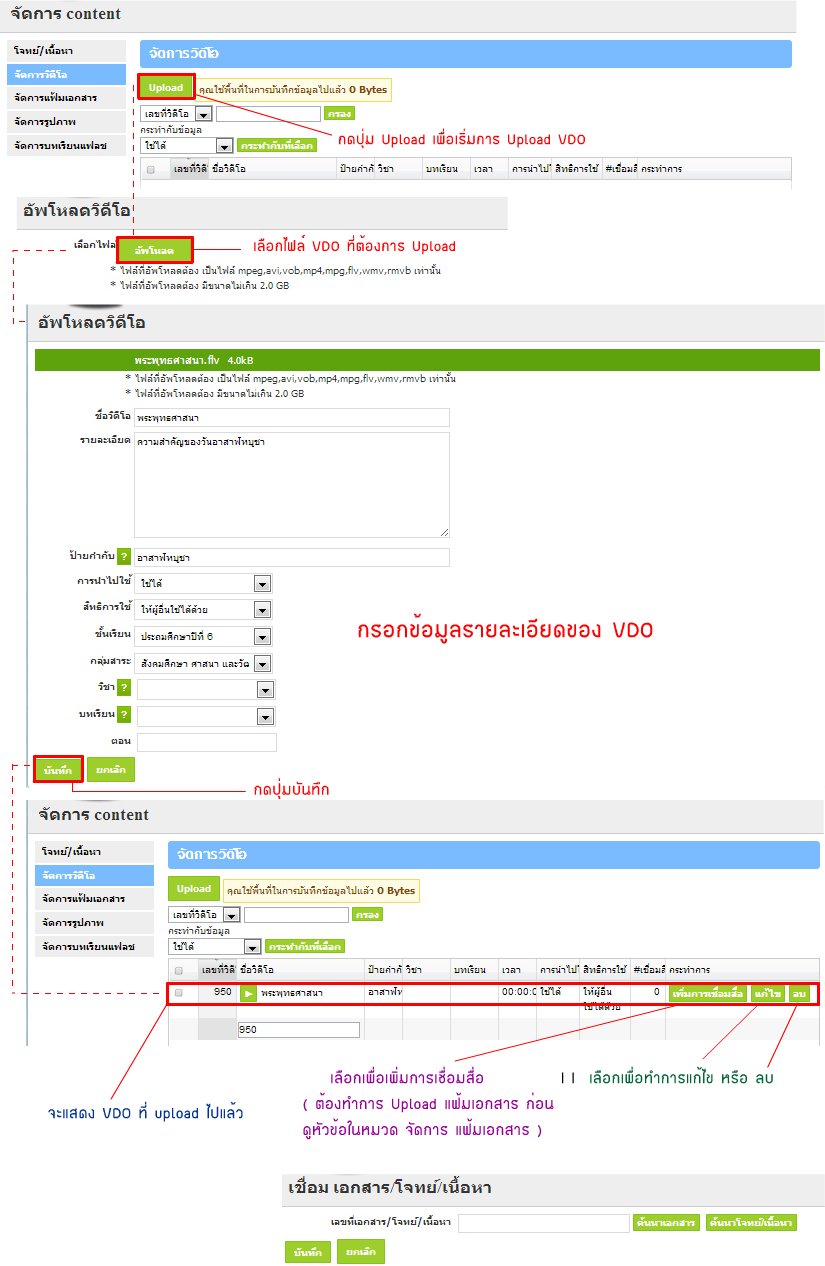 จัดการ content
โจทย์/เนื้อหา
จัดการวิดีโอ
จัดการแฟ้มเอกสาร
จัดการรูปภาพ
จัดการบทเรียนแฟลช
จัดการวิดีโอ
Upload คุณใช้พื้นที่ในการบันทึกข้อมูลไปแล้ว 0 Bytes
เลขที่วิดีโอ กรอง
กระทำกับข้อมูล
ใช้ได้ กระทำกับที่เลือก
กดปุ่ม Upload เพื่อเริ่มการ Upload VDO
เลขที่วิดี ชื่อวิดีโอ ป้ายกำกั วิชา บทเรียน เวลา การนำไปใ สิทธิการใช้ #เชื่อมสื่ กระทำการ
อัพโหลดวิดีโอ
เลือกไฟล์ อัพโหลด เลือกไฟล์ VDO ที่ต้องการ Upload
* ไฟล์ที่อัพโหลดต้อง เป็นไฟล์ mpeg,avi,vob,mp4,mpg,flv,wmv,rmvb เท่านั้น
* ไฟล์ที่อัพโหลดต้อง มีขนาดไม่เกิน 2.0 GB
อัพโหลดวิดีโอ
พระพุทธศาสนา.flv 4.0kB
* ไฟล์ที่อัพโหลดต้อง เป็นไฟล์ mpeg,avi,vob,mp4,mpg,flv,wmv,rmvb เท่านั้น
* ไฟล์ที่อัพโหลดต้อง มีขนาดไม่เกิน 2.0 GB
ชื่อวิดีโอ พระพุทธศาสนา
รายละเอียด ความสำคัญของวันอาสาฬหบูชา
ป้ายกำกับ ? อาสาฬหบูชา
การนำไปใช้ ใช้ได้
สิทธิการใช้ ให้ผู้อื่นใช้ได้ด้วย
ชั้นเรียน ประถมศึกษาปีที่ 6
กรอกข้อมูลรายละเอียดของ VDO
กลุ่มสาระ สังคมศึกษา ศาสนา และวัต
วิชา ?
บทเรียน ?
ตอน
บันทึก ยกเลิก
กดปุ่มบันทึก
จัดการ content
โจทย์/เนื้อหา
จัดการวิดีโอ
จัดการแฟ้มเอกสาร
จัดการรูปภาพ
จัดการบทเรียนแฟลช
จัดการวิดีโอ
Upload คุณใช้พื้นที่ในการบันทึกข้อมูลไปแล้ว 0 Bytes
เลขที่วิดีโอ กรอง
กระทำกับข้อมูล
ใช้ได้ กระทำกับที่เลือก
เลขที่วิดี ชื่อวิดีโอ ป้ายกำกั วิชา บทเรียน เวลา การนำไปใ สิทธิการใช้ #เชื่อมสื่ กระทำการ
950 พระพุทธศาสนา อาสาฬห 00:00:0 ใช้ได้ ให้ผู้อื่น 0 เพิ่มการเชื่อมสื่อ แก้ไข ลบ
ใช้ได้ด้วย
950
เลือกเพื่อเพิ่มการเชื่อมสื่อ || เลือกเพื่อทำการแก้ไข หรือ ลบ
( ต้องทำการ Upload แฟ้มเอกสาร ก่อน
จะแสดง VDO ที่ upload ไปแล้ว
ดูหัวข้อในหมวด จัดการ แฟ้มเอกสาร )
เชื่อม เอกสาร/โจทย์/เนื้อหา
เลขที่เอกสาร/โจทย์/เนื้อหา ค้นหาเอกสาร ค้นหาโจทย์/เนื้อหา
บันทึก ยกเลิก